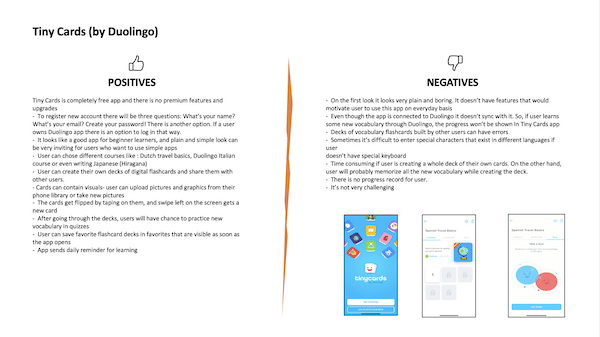 Tiny Cards (by Duolingo)
POSITIVES
Tiny Cards is completely free app and there is no premium features and
upgrades
- To register new account there will be three questions: What's your name?
What's your email? Create your password! There is another option. If a user
owns Duolingo app there is an option to log in that way.
- It looks like a good app for beginner learners, and plain and simple look can
be very inviting for users who want to use simple apps
- User can chose different courses like : Dutch travel basics, Duolingo Italian
course or even writing Japanese (Hiragana)
- User can create their own decks of digital flashcards and share them with
other users.
- Cards can contain visuals- user can upload pictures and graphics from their
phone library or take new pictures
- The cards get flipped by taping on them, and swipe left on the screen gets a
new card
- After going through the decks, users will have chance to practice new
vocabulary in quizzes
- User can save favorite flashcard decks in favorites that are visible as soon as
the app opens
- App sends daily reminder for learning
NEGATIVES
- On the first look it looks very plain and boring. It doesn't have features that would
motivate user to use this app on everyday basis
- Even though the app is connected to Duolingo it doesn't sync with it. So, if user learns
some new vocabulary through Duolingo, the progress won't be shown in Tiny Cards app
- Decks of vocabulary flashcards built by other users can have errors
- Sometimes it's difficult to enter special characters that exist in different languages if
user
doesn't have special keyboard
- Time consuming if user is creating a whole deck of their own cards. On the other hand,
user will probably memorize all the new vocabulary while creating the deck.
- There is no progress record for user.
- It's not very challenging
tinycards
Spanish Travel Basics
Spanish Travel Basics